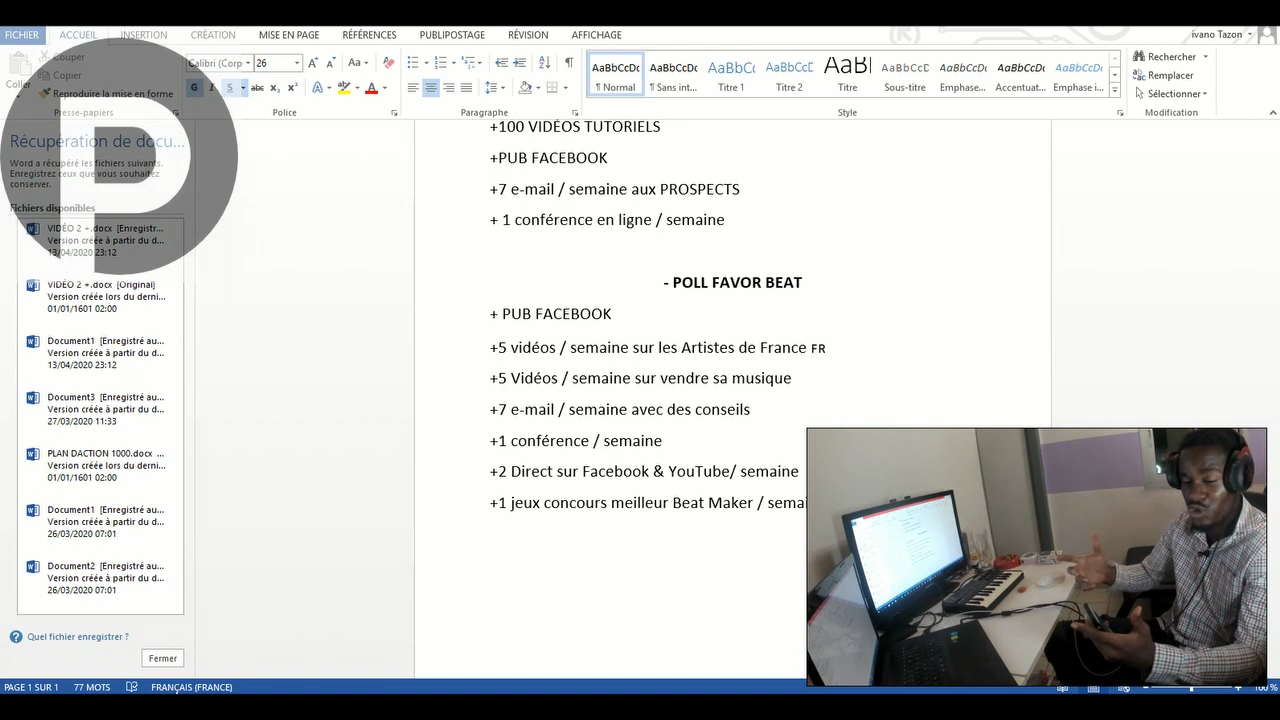 FICHIER ACCUEIL INSERTION CRÉATION MISE EN PAGE RÉFÉRENCES PUBLIPOSTAGE RÉVISION AFFICHAGE ivano Tazon
Coller
Couper
Copier
Reproduire la mise en forme
Presse-papiers
Calibri (Corp 26
G I S abc x₂ x²
Police
Paragraphe
AaBbCcDc AaBbCcDc AaBbCc AaBbCcD AaBl AaBbCcD AaBbCcDc AaBbCcDc AaBbCcDc
¶ Normal ¶ Sans int... Titre 1 Titre 2 Titre Sous-titre Emphase... Accentuat... Emphase i...
Style
Rechercher
Remplacer
Sélectionner
Modification
Récupération de docu...
Word a récupéré les fichiers suivants.
Enregistrez ceux que vous souhaitez
conserver.
Fichiers disponibles
VIDÉO 2 +.docx [Enregistr...
Version créée à partir du d...
13/04/2020 23:12
VIDÉO 2 +.docx [Original]
Version créée lors du derni...
01/01/1601 02:00
Document1 [Enregistré au...
Version créée à partir du d...
13/04/2020 23:12
Document3 [Enregistré au...
Version créée à partir du d...
27/03/2020 11:33
PLAN DACTION 1000.docx ...
Version créée lors du derni...
01/01/1601 02:00
Document1 [Enregistré au...
Version créée à partir du d...
26/03/2020 07:01
Document2 [Enregistré au...
Version créée à partir du d...
26/03/2020 07:01
Quel fichier enregistrer ?
Fermer
P
+100 VIDÉOS TUTORIELS
+PUB FACEBOOK
+7 e-mail / semaine aux PROSPECTS
+ 1 conférence en ligne / semaine
- POLL FAVOR BEAT
+ PUB FACEBOOK
+5 vidéos / semaine sur les Artistes de France FR
+5 Vidéos / semaine sur vendre sa musique
+7 e-mail / semaine avec des conseils
+1 conférence / semaine
+2 Direct sur Facebook & YouTube/ semaine
+1 jeux concours meilleur Beat Maker / semai
PAGE 1 SUR 1 77 MOTS FRANÇAIS (FRANCE) 100 %